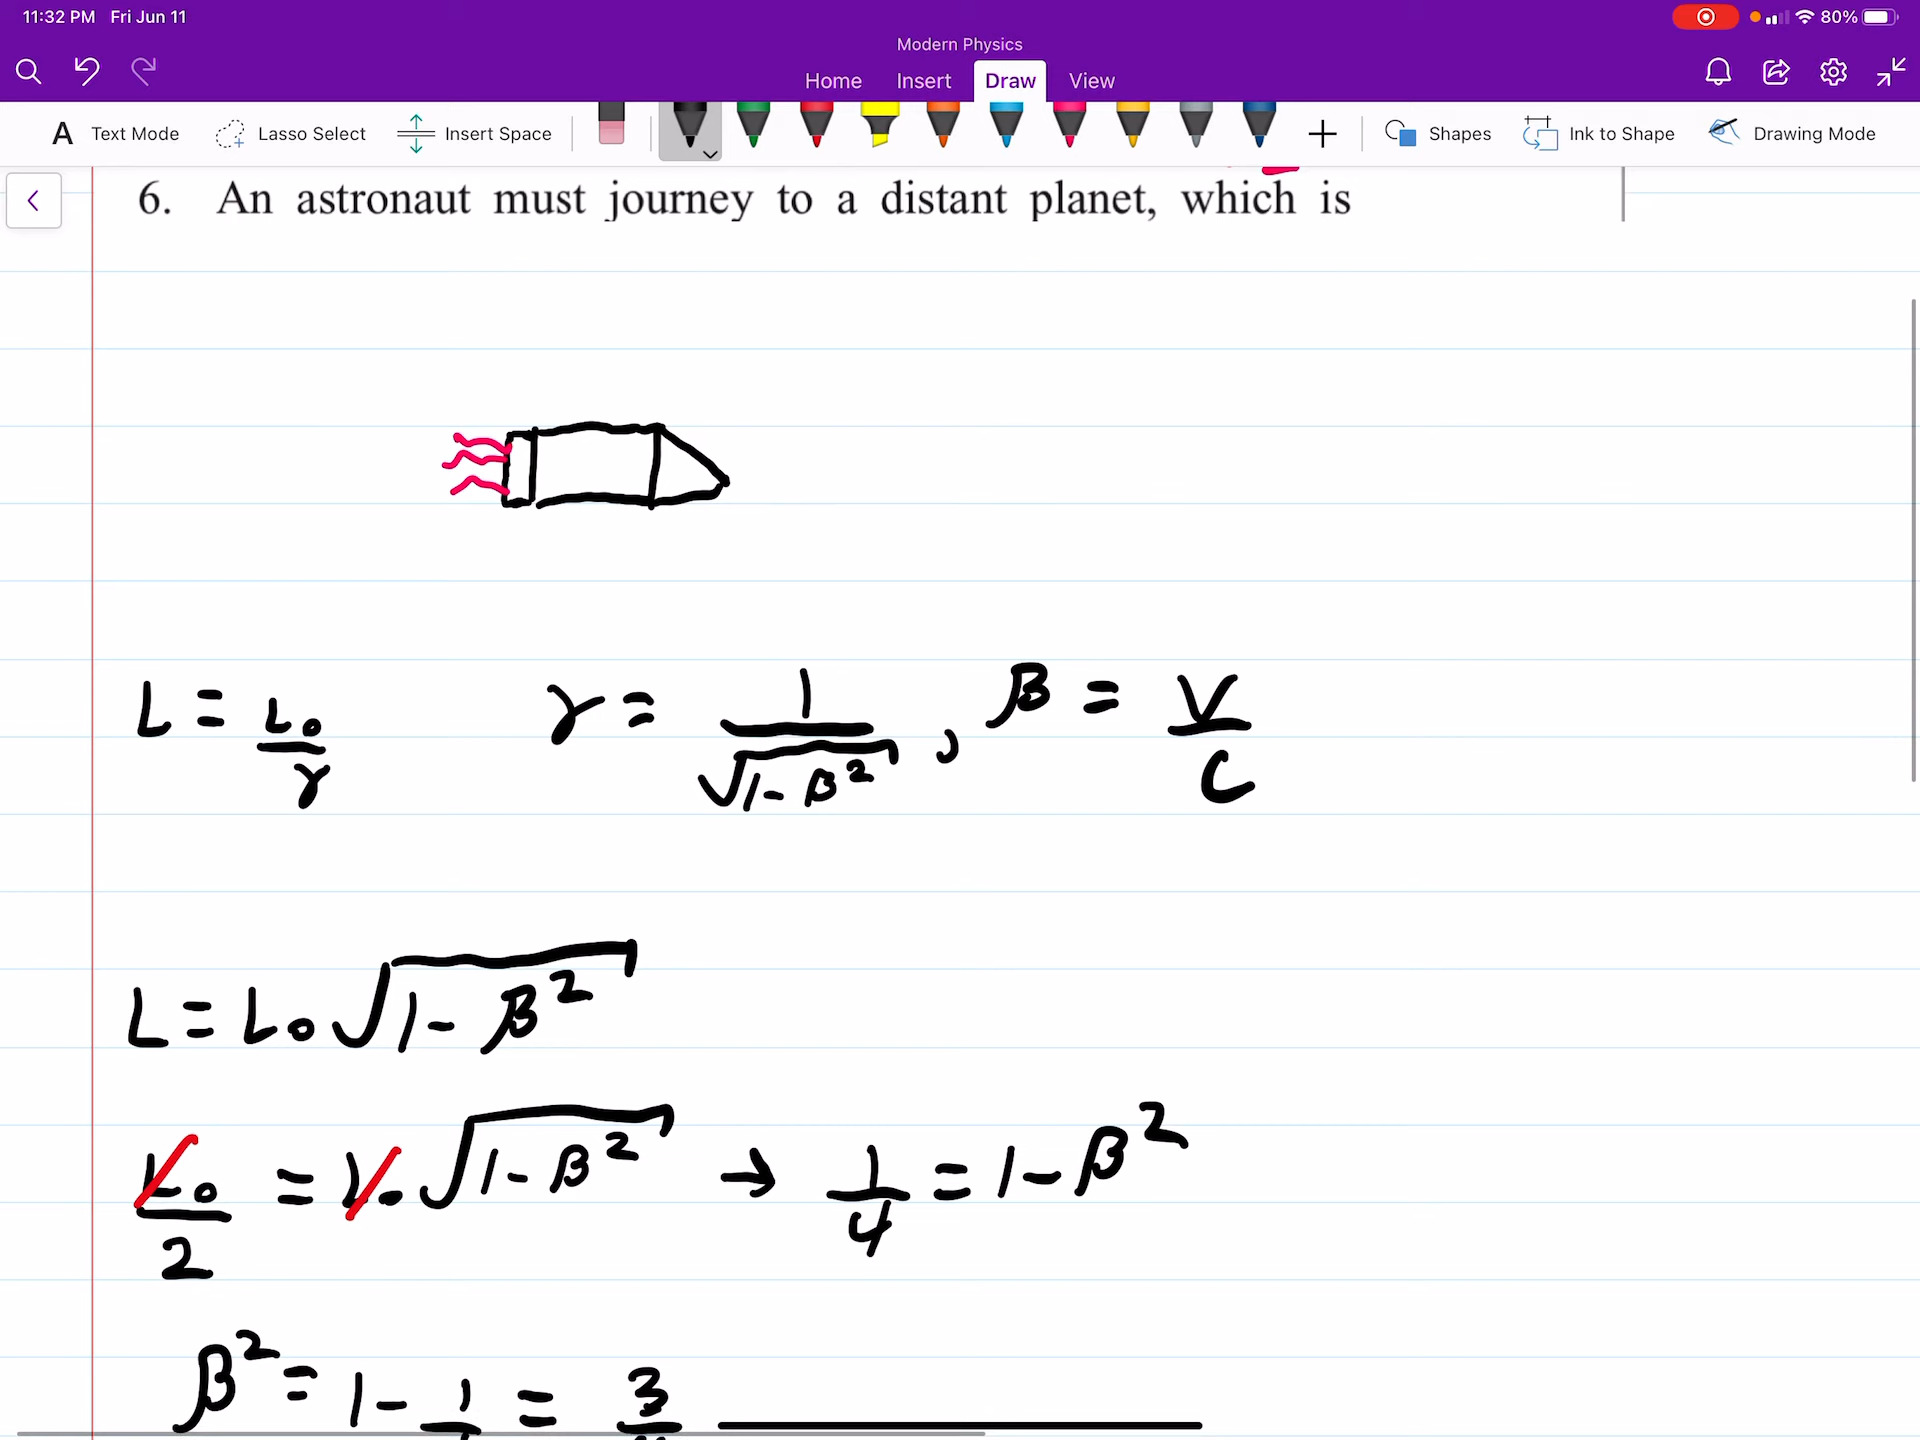 11:32 PM Fri Jun 11 80%
Modern Physics
Home Insert Draw View
A Text Mode Lasso Select Insert Space Shapes Ink to Shape Drawing Mode
6. An astronaut must journey to a distant planet, which is
L = L₀/γ γ = 1/√(1-β²) , β = V/C
L = L₀√(1-β²)
L₀/2 = L₀√(1-β²) → 1/4 = 1-β²
β² = 1 - 1/ = 3/